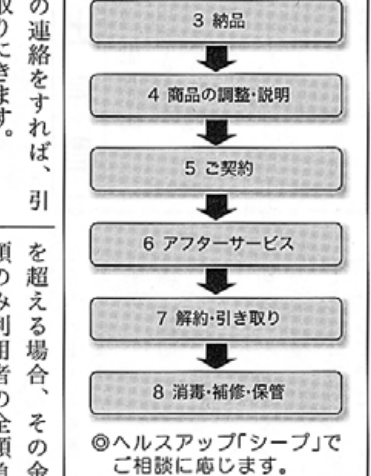 の連絡をすれば、引
取りにきます。
3 納品
4 商品の調整・説明
5 ご契約
6 アフターサービス
7 解約・引き取り
8 消毒・補修・保管
◎ヘルスアップ「シープ」で
ご相談に応じます。
を超える場合、その金
額のみ利用者の全額負